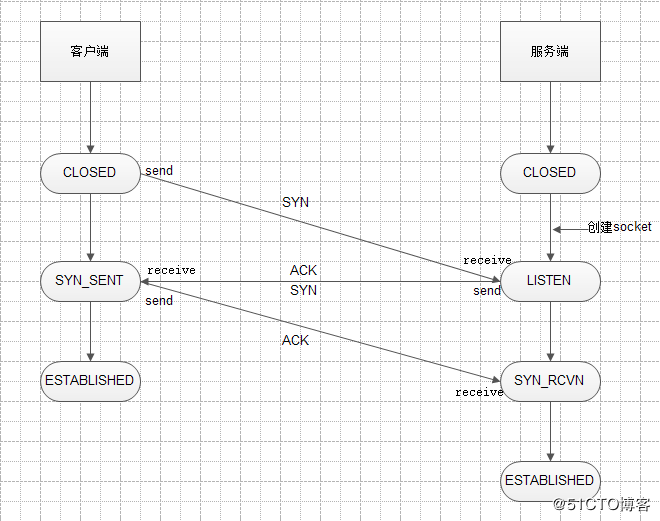 客户端
服务端
CLOSED
send
CLOSED
SYN
创建socket
receive
receive
ACK
SYN_SENT
LISTEN
SYN
send
send
ACK
ESTABLISHED
SYN_RCVN
receive
ESTABLISHED
@51CTO博客